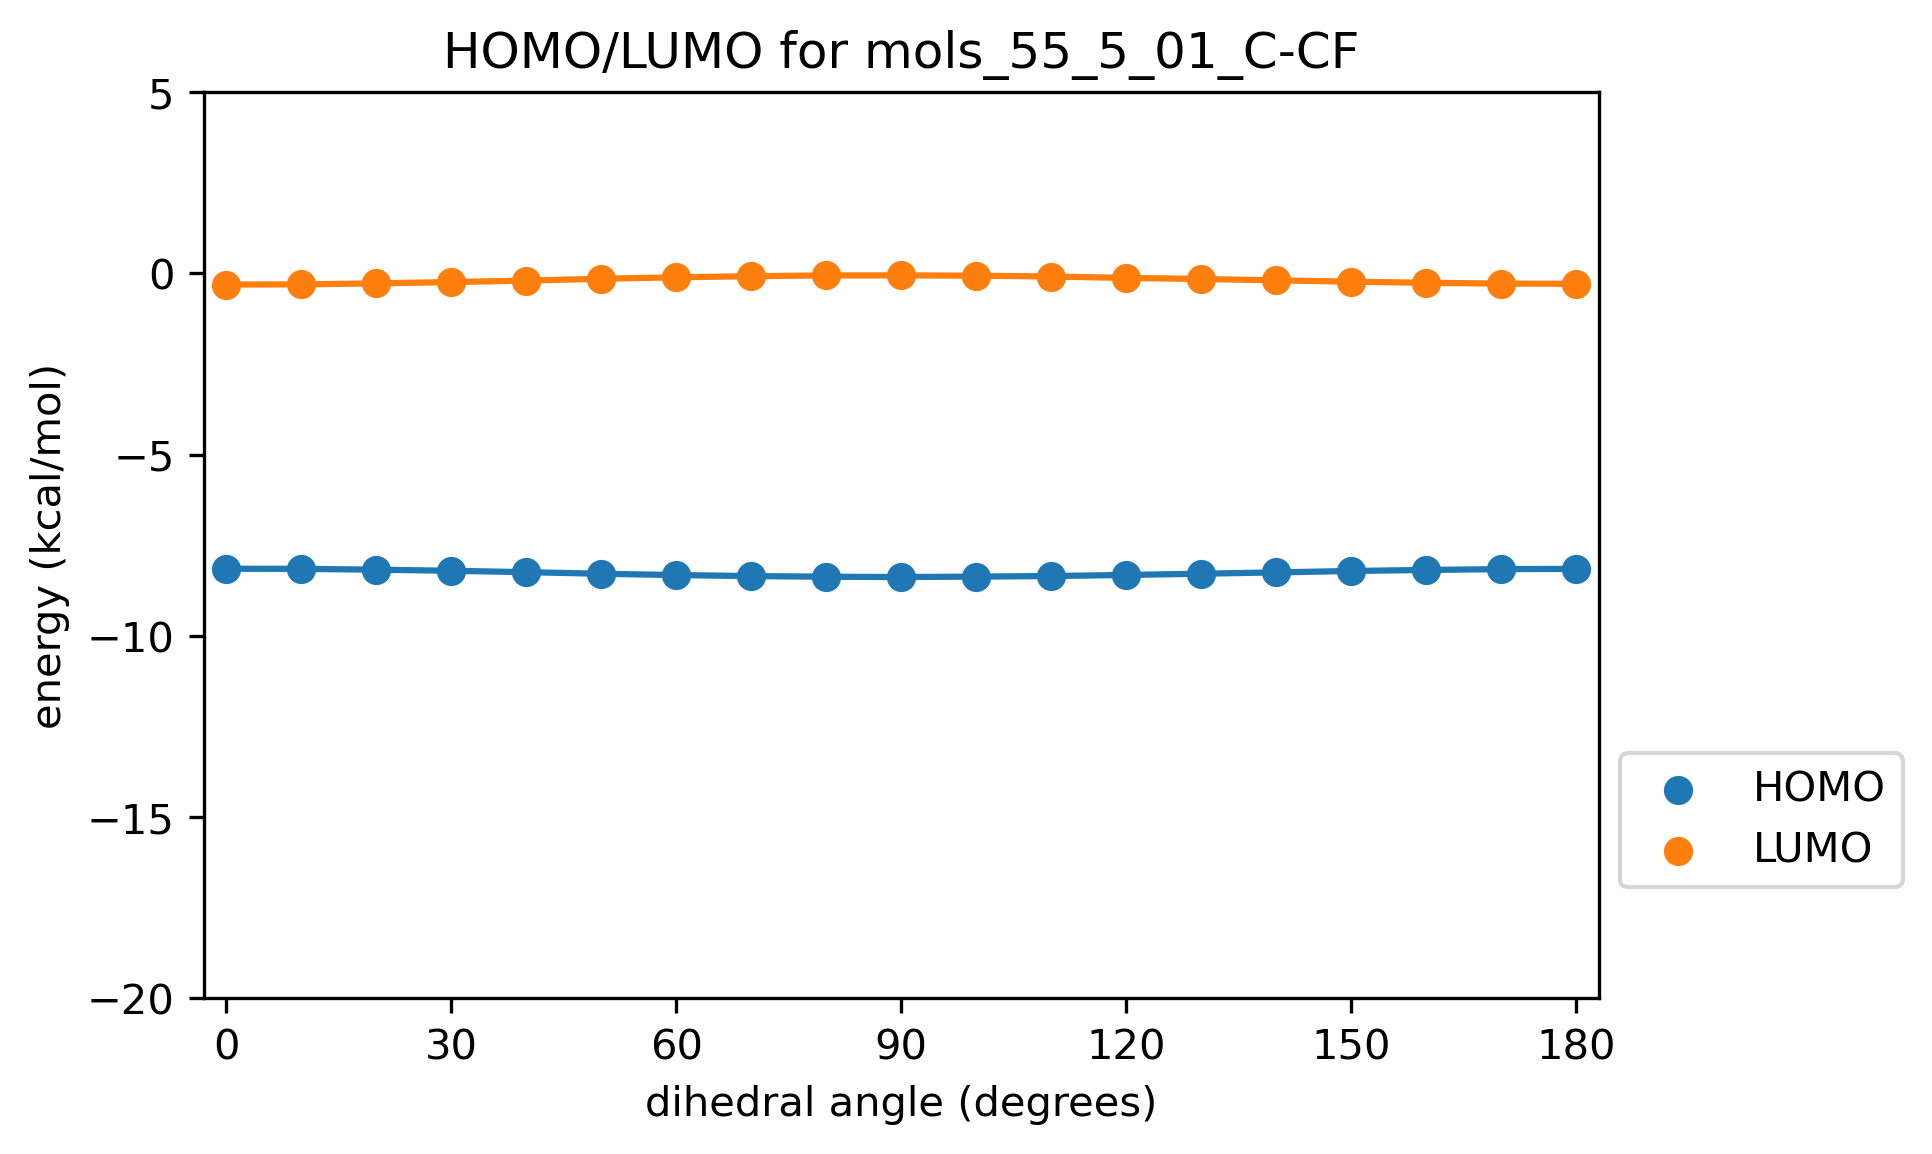 HOMO/LUMO for mols_55_5_01_C-CF
5
0
−5
−10
−15
−20
energy (kcal/mol)
0 30 60 90 120 150 180
dihedral angle (degrees)
HOMO
LUMO